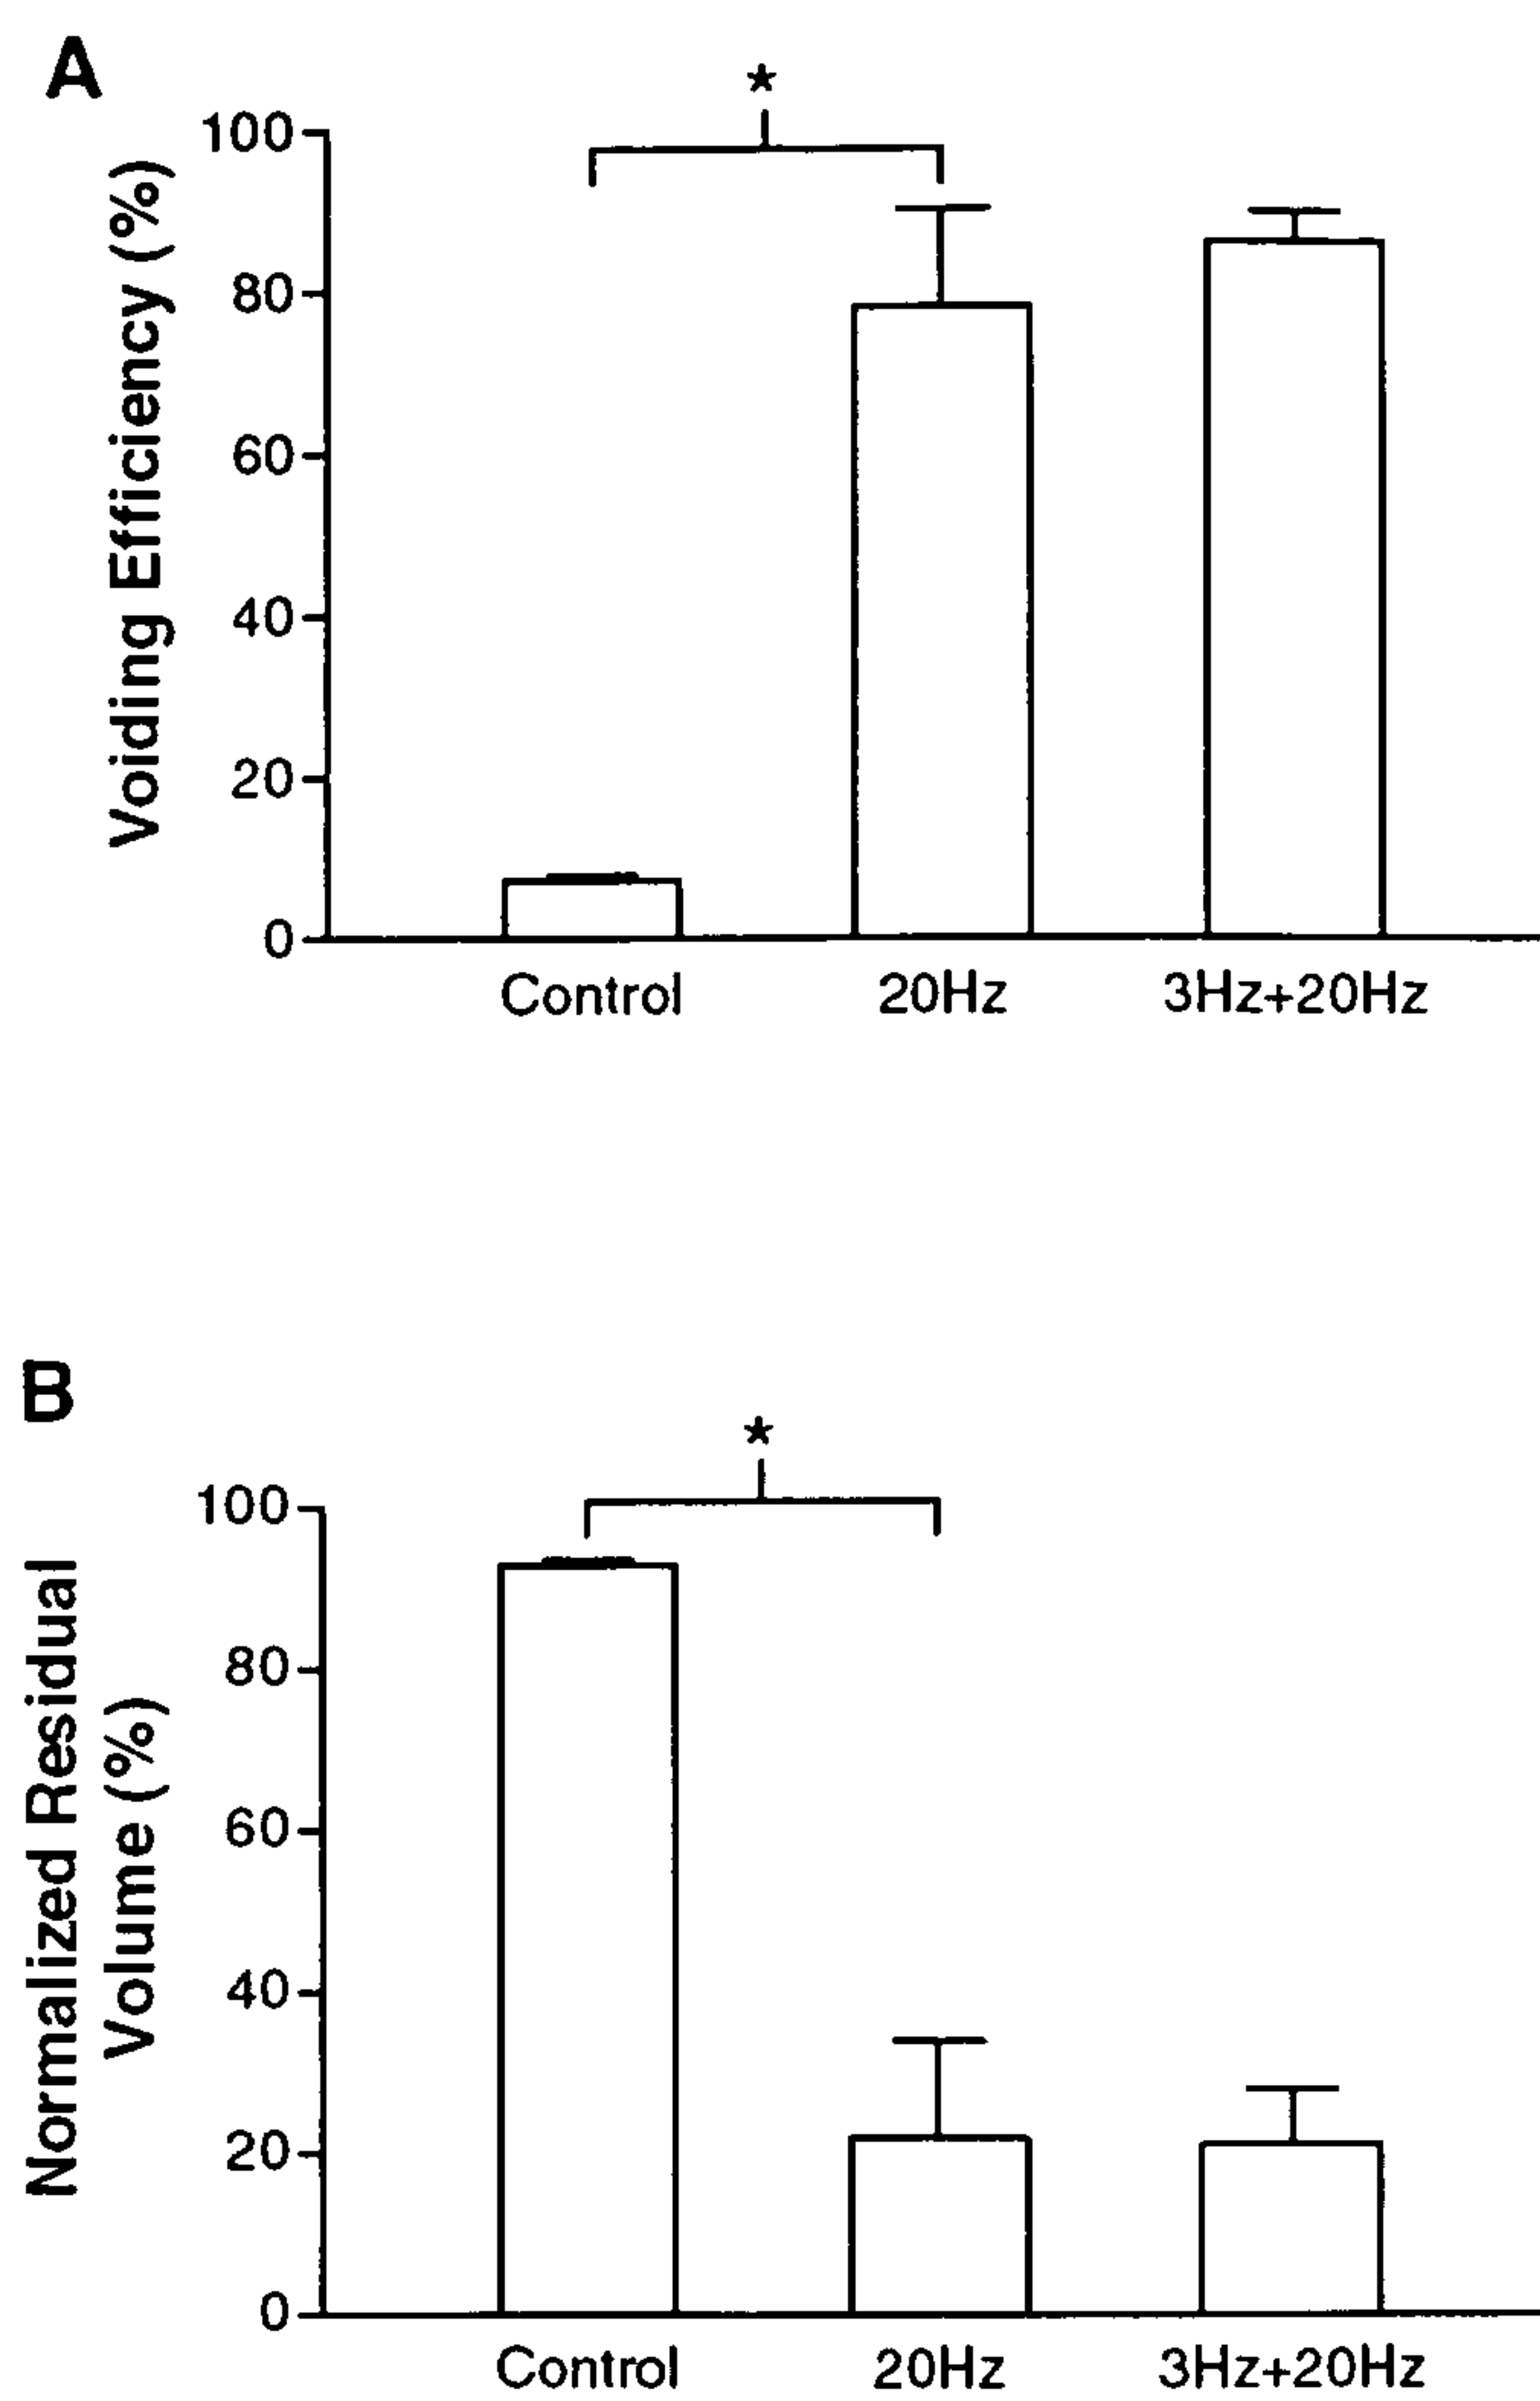 A
*
100
80
60
40
20
0
Voiding Efficiency (%)
Control 20Hz 3Hz+20Hz
B
*
100
80
60
40
20
0
Normalized Residual
Volume (%)
Control 20Hz 3Hz+20Hz